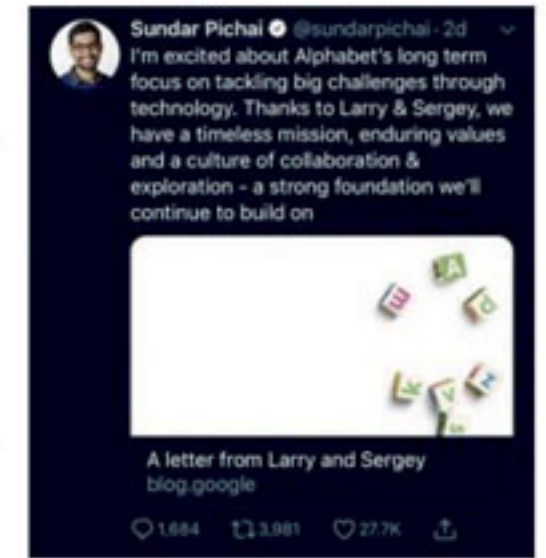 Sundar Pichai @sundarpichai · 2d
I'm excited about Alphabet's long term
focus on tackling big challenges through
technology. Thanks to Larry & Sergey, we
have a timeless mission, enduring values
and a culture of collaboration &
exploration - a strong foundation we'll
continue to build on
A
d
k
A letter from Larry and Sergey
blog.google
1,684 3,981 27.7K